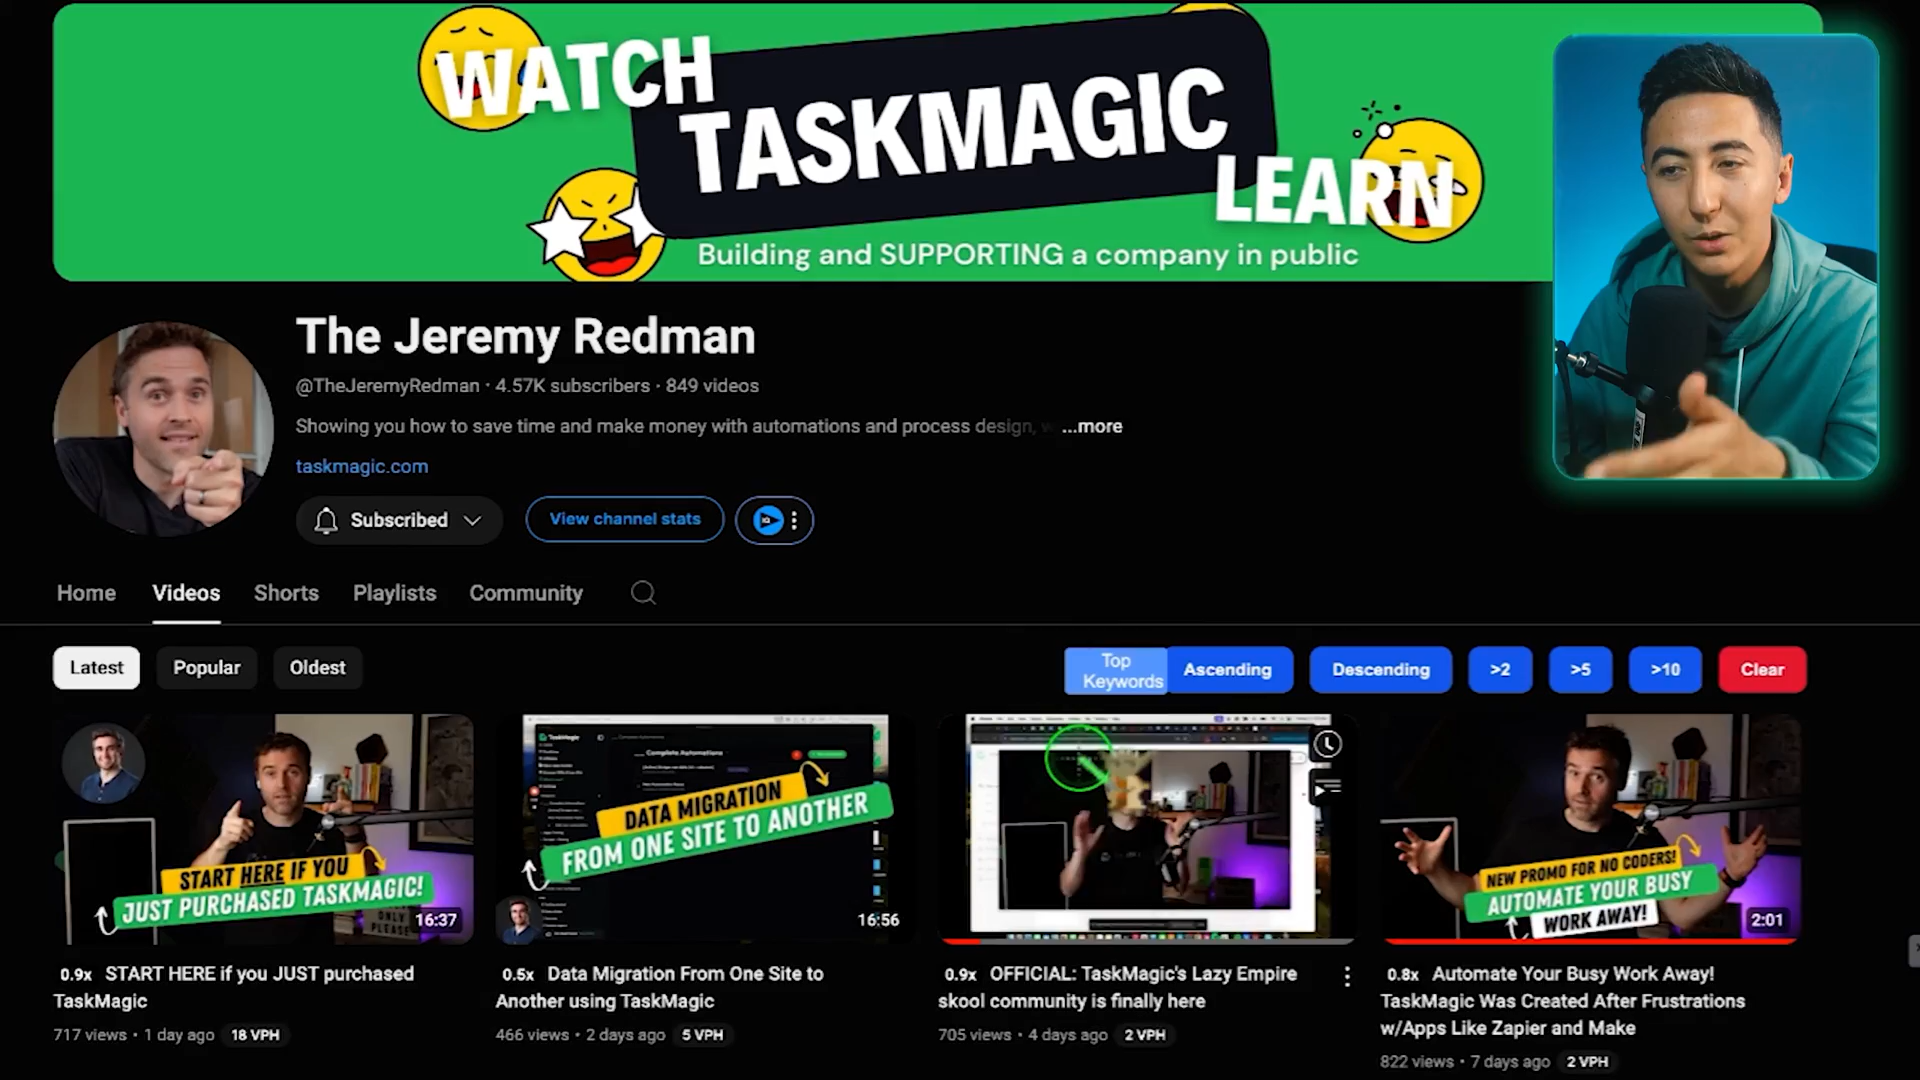 WATCH
TASKMAGIC
LEARN
Building and SUPPORTING a company in public
The Jeremy Redman
@TheJeremyRedman · 4.57K subscribers · 849 videos
Showing you how to save time and make money with automations and process design, ...more
taskmagic.com
Subscribed
View channel stats
Home Videos Shorts Playlists Community
Latest Popular Oldest
Top Keywords Ascending Descending >2 >5 >10 Clear
START HERE IF YOU
JUST PURCHASED TASKMAGIC!
16:37
TaskMagic
Complete Automations
DATA MIGRATION
FROM ONE SITE TO ANOTHER
16:56
NEW PROMO FOR NO CODERS!
AUTOMATE YOUR BUSY
WORK AWAY!
2:01
0.9x START HERE if you JUST purchased
TaskMagic
717 views · 1 day ago 18 VPH
0.5x Data Migration From One Site to
Another using TaskMagic
466 views · 2 days ago 5 VPH
0.9x OFFICIAL: TaskMagic's Lazy Empire
skool community is finally here
705 views · 4 days ago 2 VPH
0.8x Automate Your Busy Work Away!
TaskMagic Was Created After Frustrations
w/Apps Like Zapier and Make
822 views · 7 days ago 2 VPH